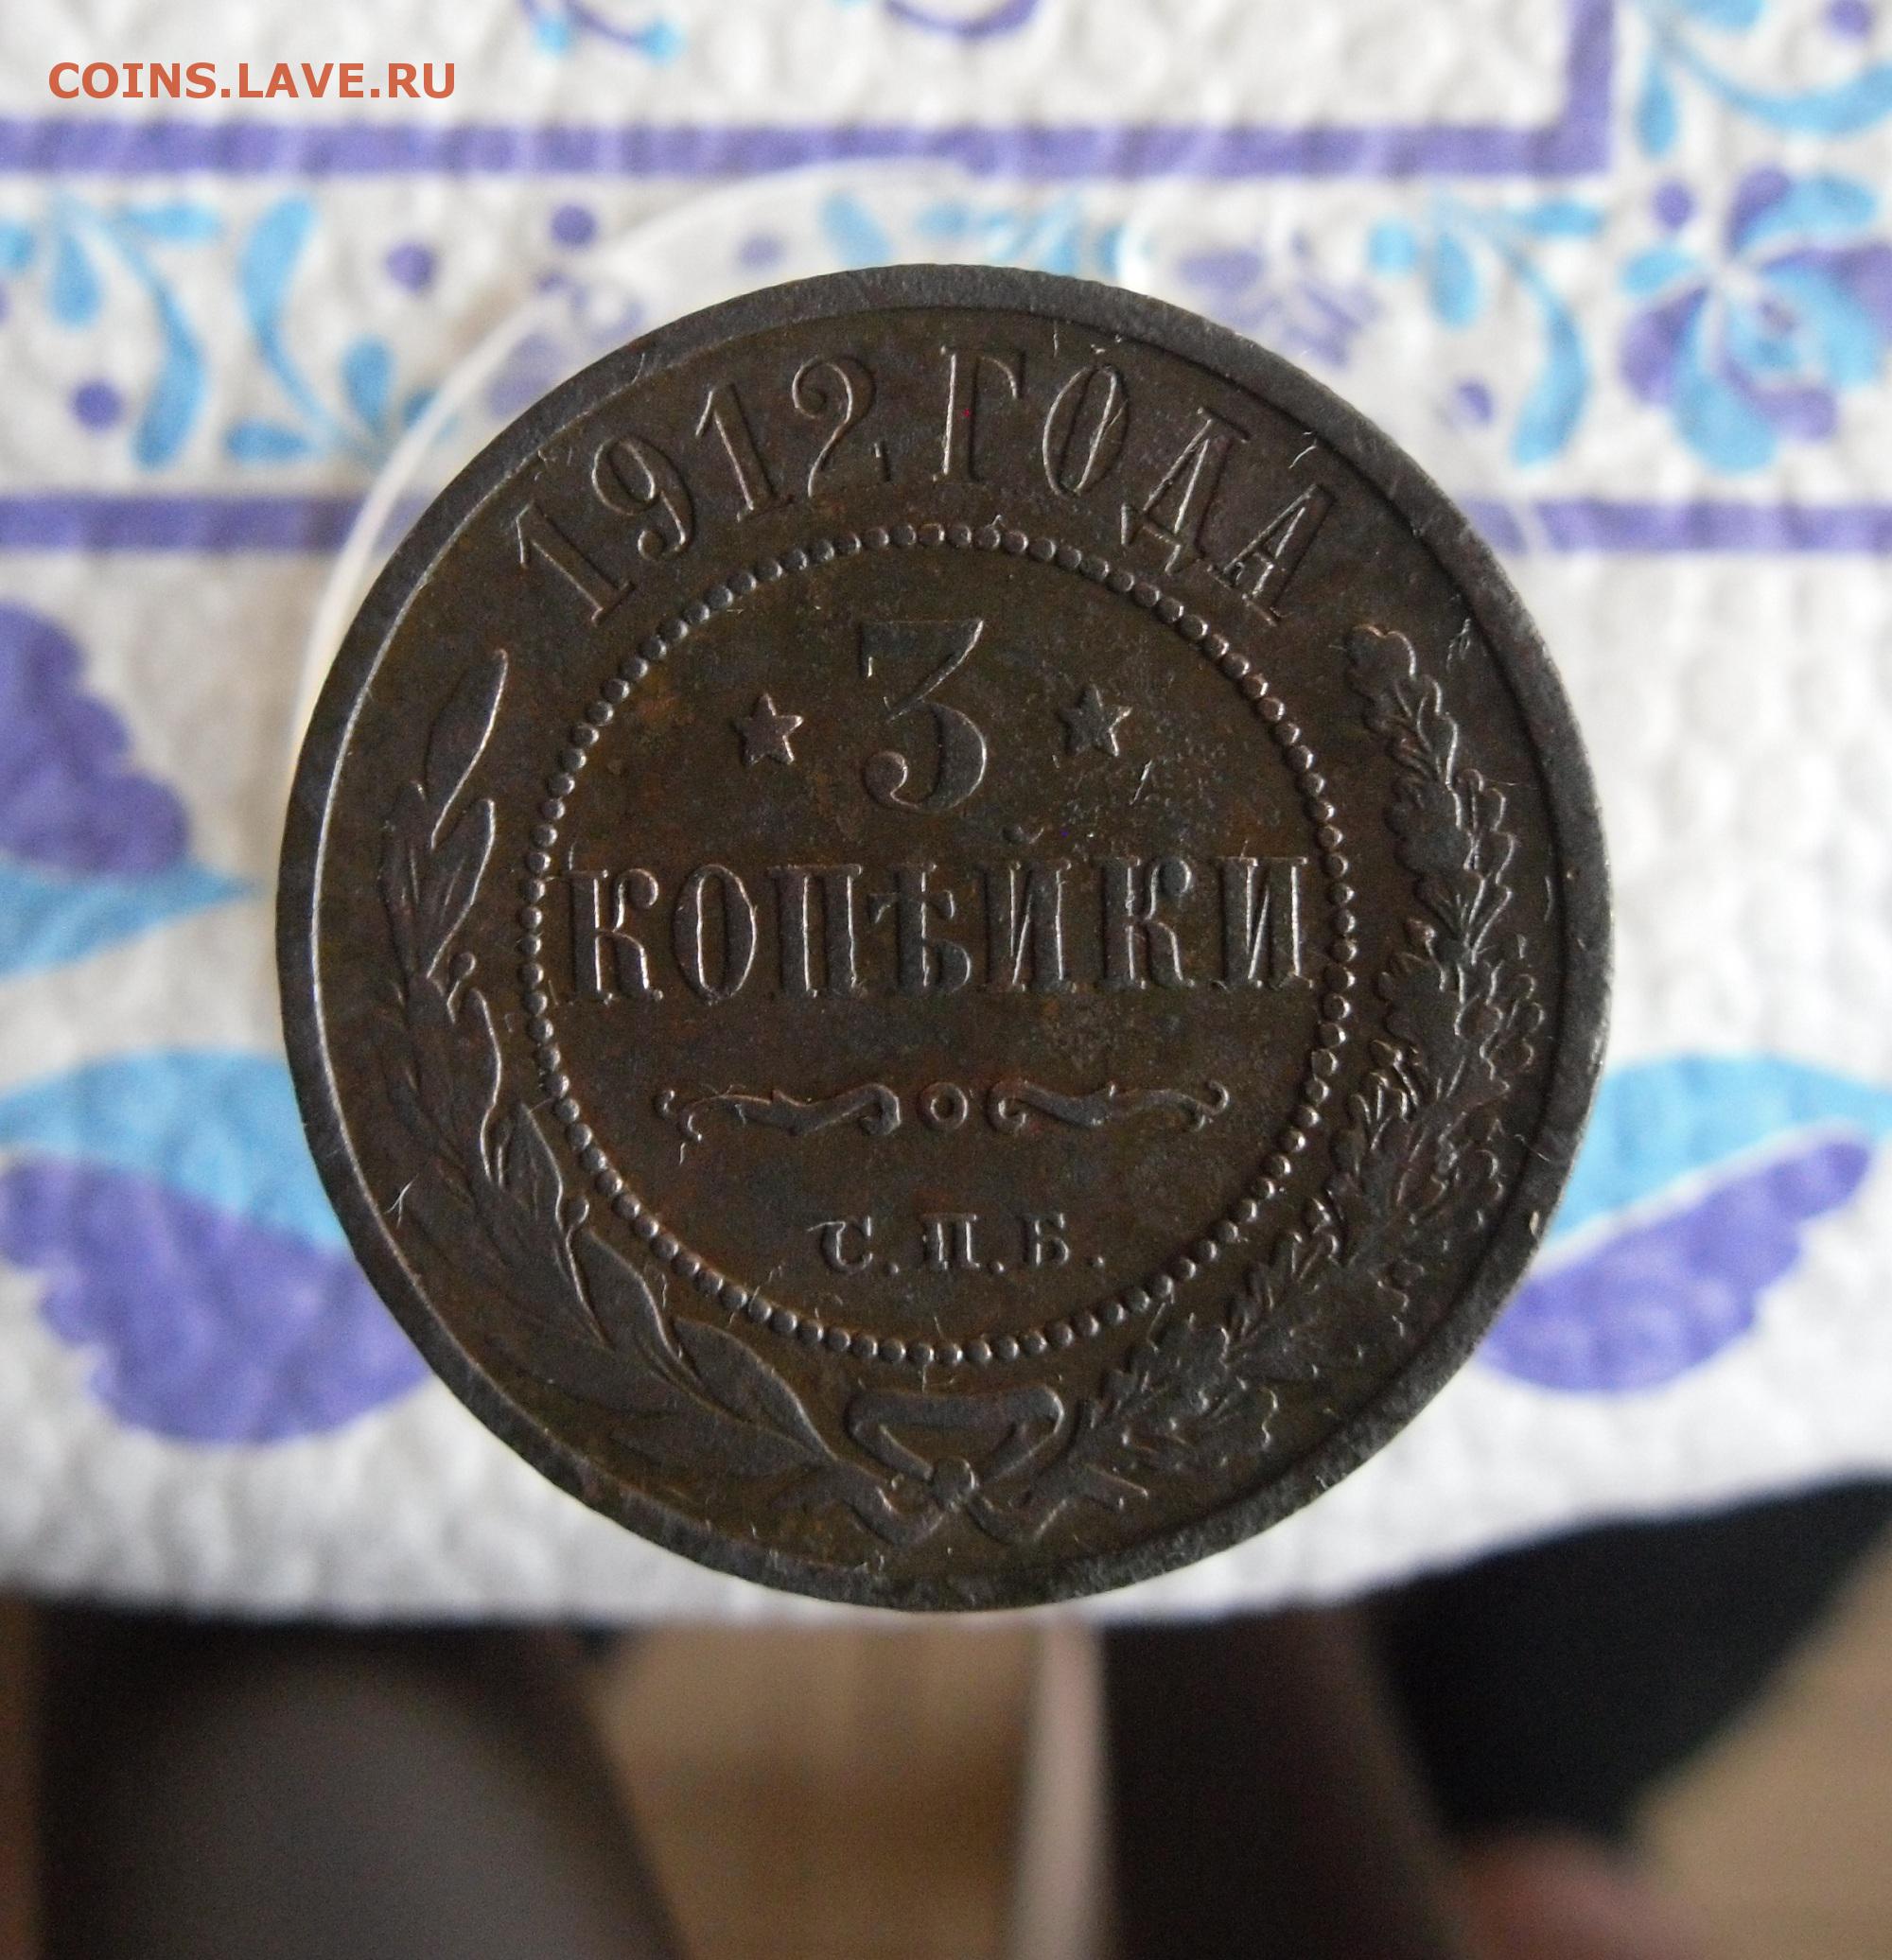 COINS.LAVE.RU
1912 ГОДА
3
КОПѢЙКИ
С.П.Б.